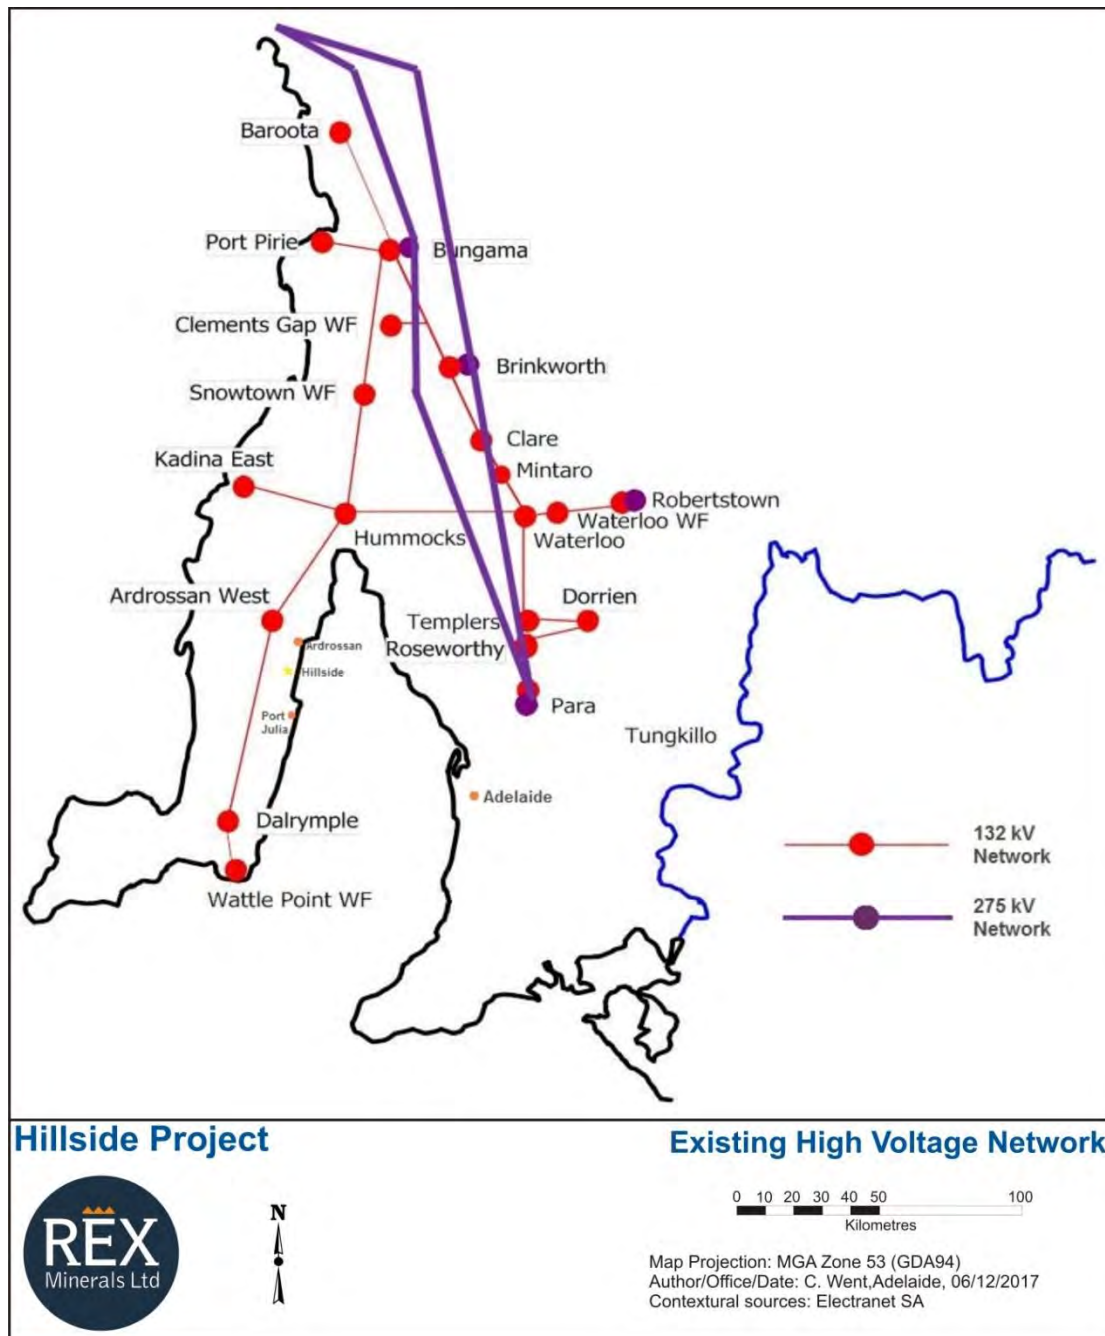 Baroota
Port Pirie
Bungama
Clements Gap WF
Brinkworth
Snowtown WF
Clare
Kadina East
Mintaro
Robertstown
Waterloo WF
Hummocks
Waterloo
Ardrossan West
Dorrien
Templers
Roseworthy
Ardrossan
Hillside
Para
Port
Julia
Tungkillo
Adelaide
Dalrymple
132 kV
Network
Wattle Point WF
275 kV
Network
Hillside Project
Existing High Voltage Network
REX
Minerals Ltd
N
0 10 20 30 40 50 100
Kilometres
Map Projection: MGA Zone 53 (GDA94)
Author/Office/Date: C. Went,Adelaide, 06/12/2017
Contextural sources: Electranet SA